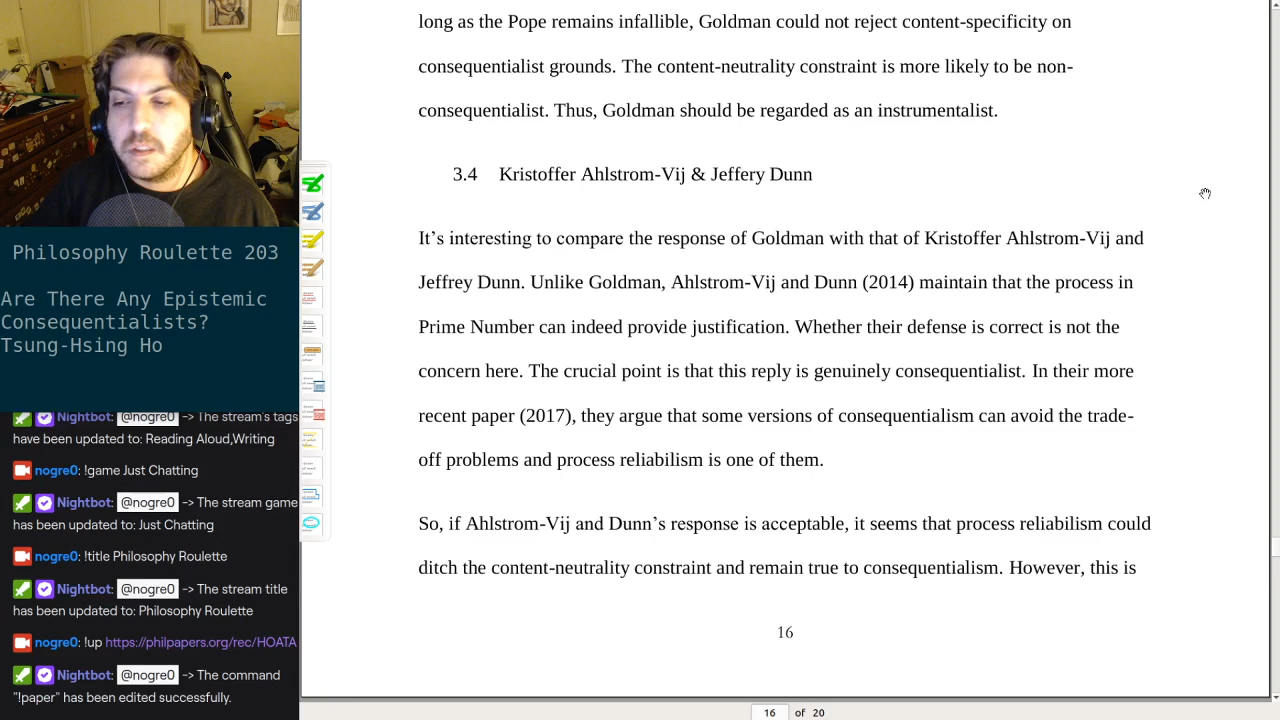 long as the Pope remains infallible, Goldman could not reject content-specificity on
consequentialist grounds. The content-neutrality constraint is more likely to be non-
consequentialist. Thus, Goldman should be regarded as an instrumentalist.
3.4 Kristoffer Ahlstrom-Vij & Jeffery Dunn
It's interesting to compare the response of Goldman with that of Kristoffer Ahlstrom-Vij and
Jeffrey Dunn. Unlike Goldman, Ahlstrom-Vij and Dunn (2014) maintain that the process in
Prime Number can indeed provide justification. Whether their defense is correct is not the
concern here. The crucial point is that this reply is genuinely consequentialist. In their more
recent paper (2017), they argue that some versions of consequentialism can avoid the trade-
off problems and process reliabilism is one of them.
So, if Ahlstrom-Vij and Dunn's response is acceptable, it seems that process reliabilism could
ditch the content-neutrality constraint and remain true to consequentialism. However, this is
16
16 of 20
Philosophy Roulette 203
Are There Any Epistemic
Consequentialists?
Tsung-Hsing Ho
Nightbot: @nogre0 -> The stream's tags
have been updated to: Reading Aloud,Writing
nogre0: !game Just Chatting
Nightbot: @nogre0 -> The stream game
has been updated to: Just Chatting
nogre0: !title Philosophy Roulette
Nightbot: @nogre0 -> The stream title
has been updated to: Philosophy Roulette
nogre0: !up https://philpapers.org/rec/HOATA
Nightbot: @nogre0 -> The command
"!paper" has been edited successfully.